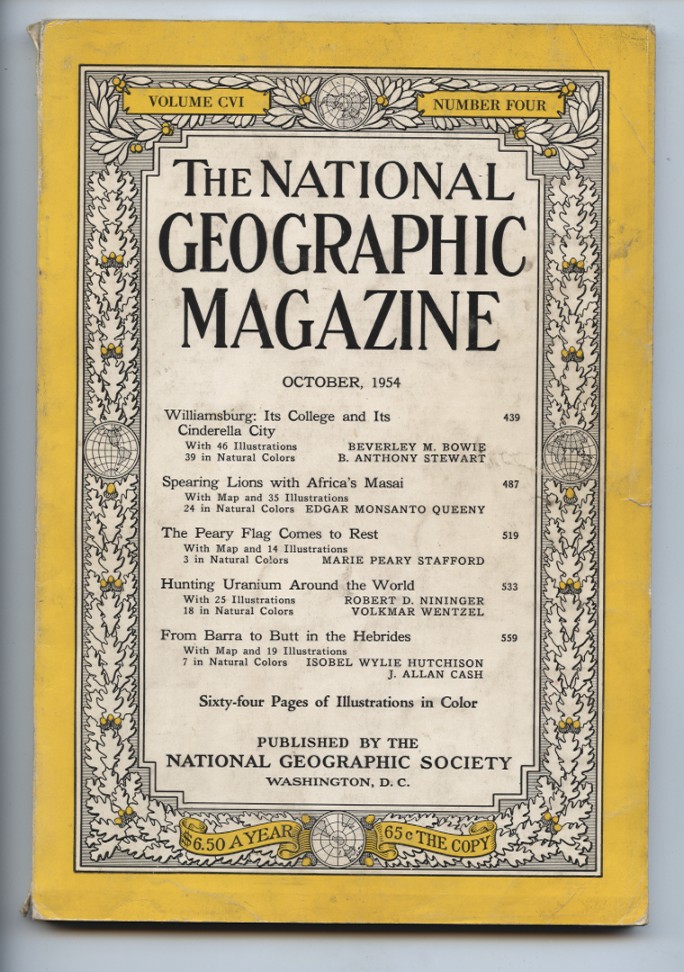 VOLUME CVI
NUMBER FOUR
THE NATIONAL
GEOGRAPHIC
MAGAZINE
OCTOBER, 1954
Williamsburg: Its College and Its 439
Cinderella City
With 46 Illustrations BEVERLEY M. BOWIE
39 in Natural Colors B. ANTHONY STEWART
Spearing Lions with Africa's Masai 487
With Map and 35 Illustrations
24 in Natural Colors EDGAR MONSANTO QUEENY
The Peary Flag Comes to Rest 519
With Map and 14 Illustrations
3 in Natural Colors MARIE PEARY STAFFORD
Hunting Uranium Around the World 533
With 25 Illustrations ROBERT D. NININGER
18 in Natural Colors VOLKMAR WENTZEL
From Barra to Butt in the Hebrides 559
With Map and 19 Illustrations
7 in Natural Colors ISOBEL WYLIE HUTCHISON
J. ALLAN CASH
Sixty-four Pages of Illustrations in Color
PUBLISHED BY THE
NATIONAL GEOGRAPHIC SOCIETY
WASHINGTON, D. C.
$6.50 A YEAR
65c THE COPY